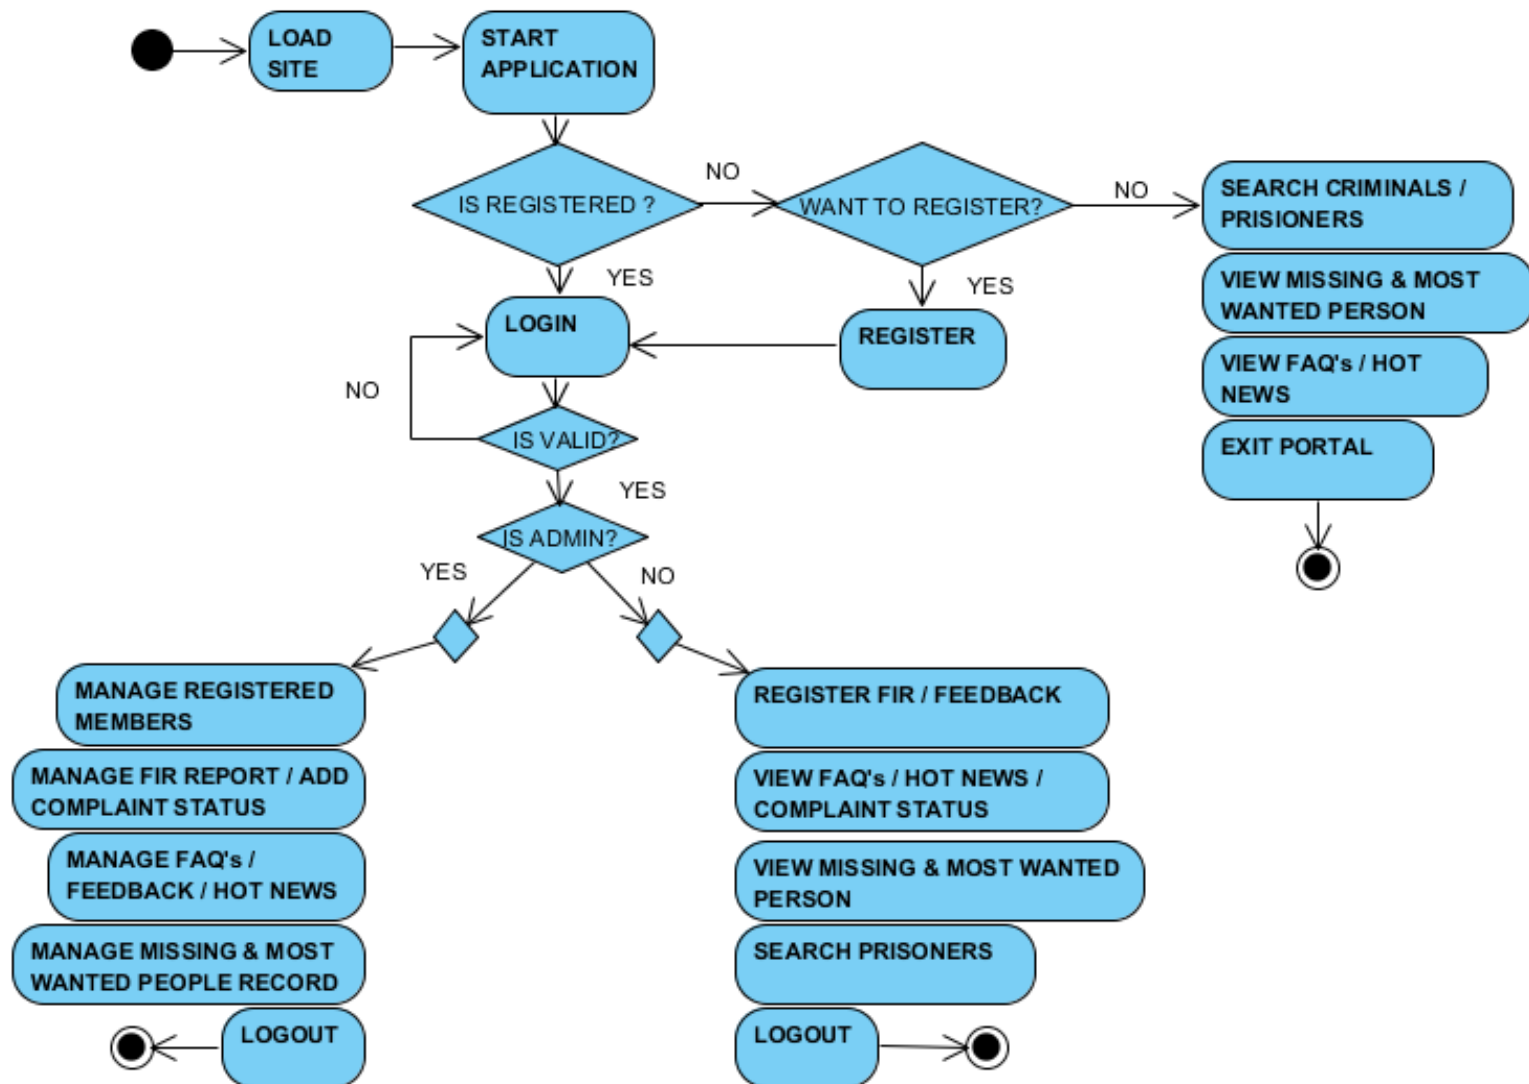 LOAD
SITE
START
APPLICATION
IS REGISTERED ?
NO
WANT TO REGISTER?
NO
SEARCH CRIMINALS /
PRISIONERS
VIEW MISSING & MOST
WANTED PERSON
VIEW FAQ's / HOT
NEWS
EXIT PORTAL
YES
YES
LOGIN
REGISTER
NO
IS VALID?
YES
IS ADMIN?
YES
NO
MANAGE REGISTERED
MEMBERS
MANAGE FIR REPORT / ADD
COMPLAINT STATUS
MANAGE FAQ's /
FEEDBACK / HOT NEWS
MANAGE MISSING & MOST
WANTED PEOPLE RECORD
LOGOUT
REGISTER FIR / FEEDBACK
VIEW FAQ's / HOT NEWS /
COMPLAINT STATUS
VIEW MISSING & MOST WANTED
PERSON
SEARCH PRISONERS
LOGOUT